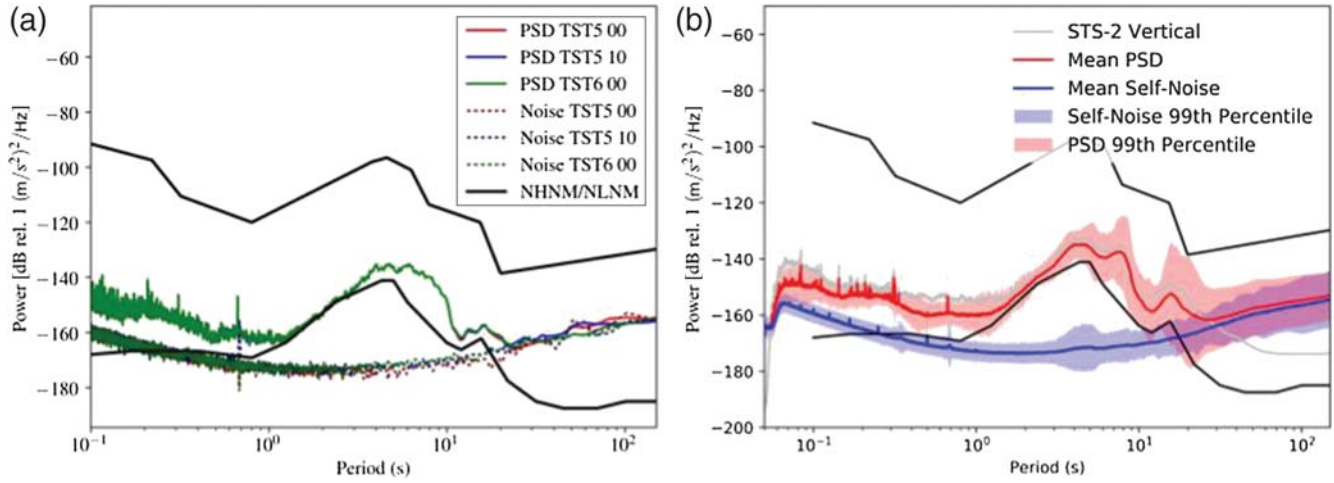 (a)
PSD TST5 00
PSD TST5 10
PSD TST6 00
Noise TST5 00
Noise TST5 10
Noise TST6 00
NHNM/NLNM
Power [dB rel. 1 (m/s²)²/Hz]
−60
−80
−100
−120
−140
−160
−180
10⁻¹ 10⁰ 10¹ 10²
Period (s)
(b)
STS-2 Vertical
Mean PSD
Mean Self-Noise
Self-Noise 99th Percentile
PSD 99th Percentile
Power [dB rel. 1 (m/s²)²/Hz]
−60
−80
−100
−120
−140
−160
−180
−200
10⁻¹ 10⁰ 10¹ 10²
Period (s)